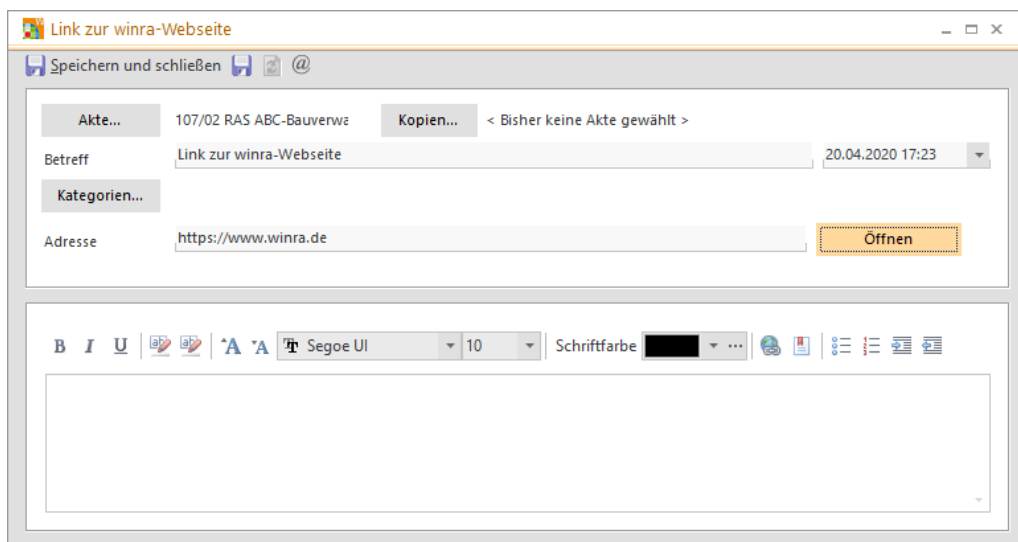 Link zur winra-Webseite
Speichern und schließen @
Akte... 107/02 RAS ABC-Bauverwa Kopien... < Bisher keine Akte gewählt >
Betreff Link zur winra-Webseite 20.04.2020 17:23
Kategorien...
Adresse https://www.winra.de Öffnen
B I U A A Segoe UI 10 Schriftfarbe ...